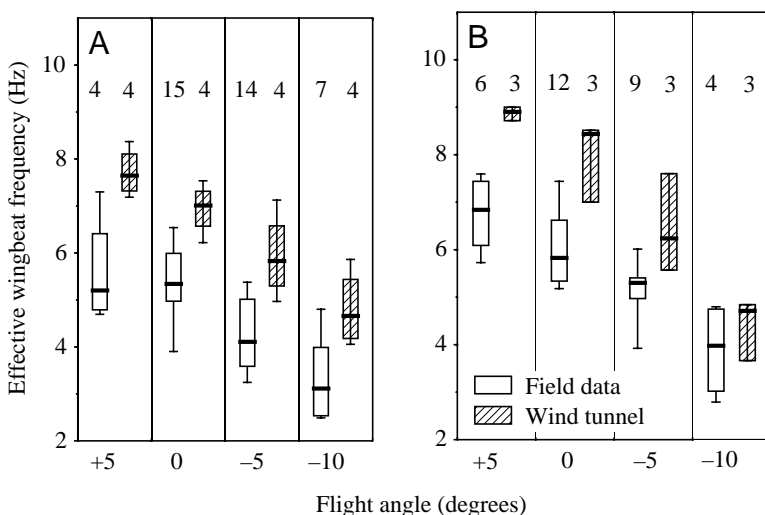 A
B
Effective wingbeat frequency (Hz)
10
8
6
4
2
4 4 15 4 14 4 7 4
+5 0 –5 –10
10
8
6
4
2
6 3 12 3 9 3 4 3
Field data
Wind tunnel
+5 0 –5 –10
Flight angle (degrees)